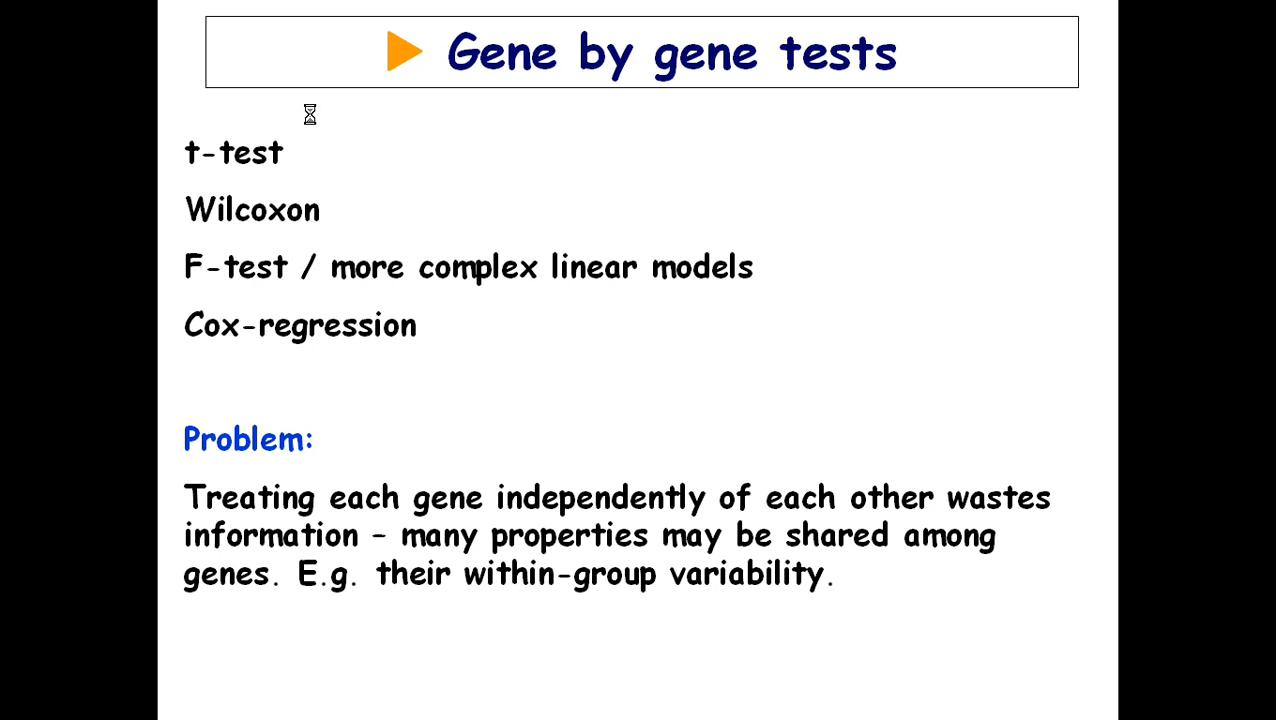 Gene by gene tests
t-test
Wilcoxon
F-test / more complex linear models
Cox-regression
Problem:
Treating each gene independently of each other wastes
information – many properties may be shared among
genes. E.g. their within-group variability.